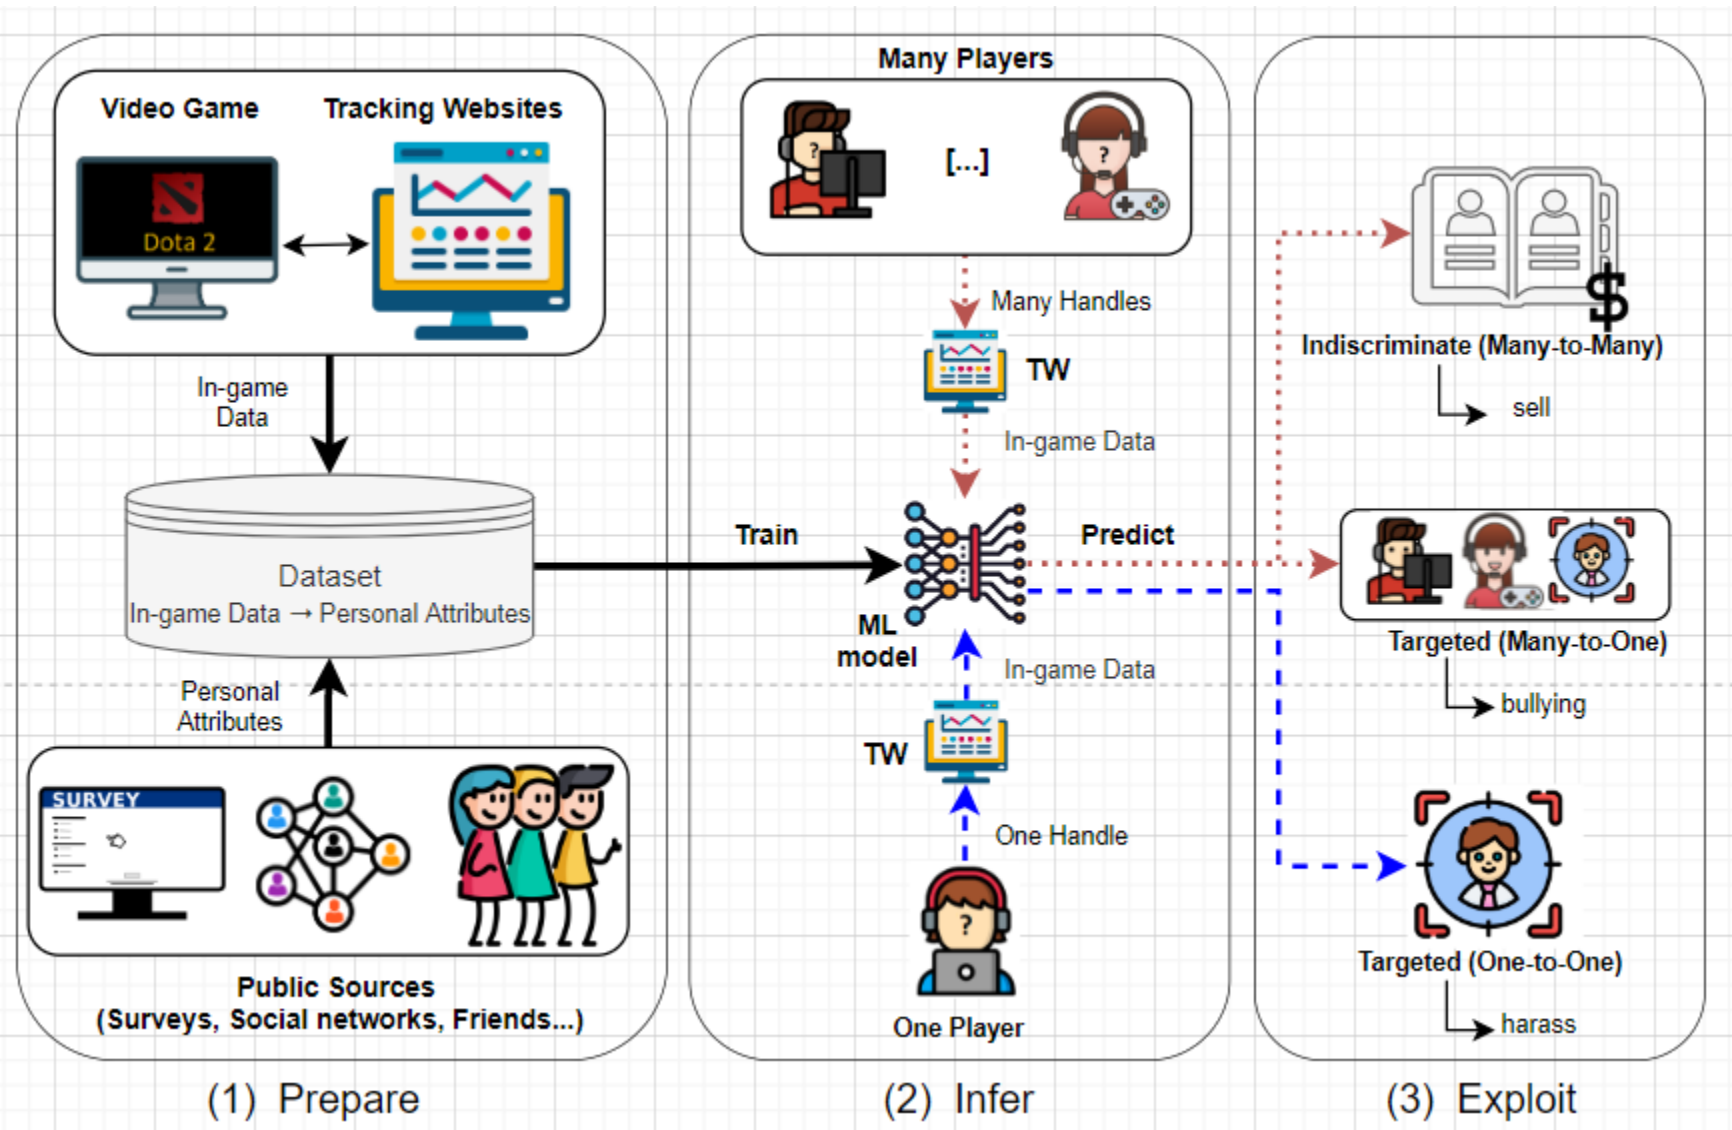 Video Game
Tracking Websites
Dota 2
In-game
Data
Dataset
In-game Data → Personal Attributes
Personal
Attributes
SURVEY
Public Sources
(Surveys, Social networks, Friends...)
(1) Prepare
Train
Many Players
?
[...]
?
Many Handles
TW
In-game Data
ML
model
Predict
In-game Data
TW
One Handle
?
One Player
(2) Infer
$
Indiscriminate (Many-to-Many)
sell
Targeted (Many-to-One)
bullying
Targeted (One-to-One)
harass
(3) Exploit